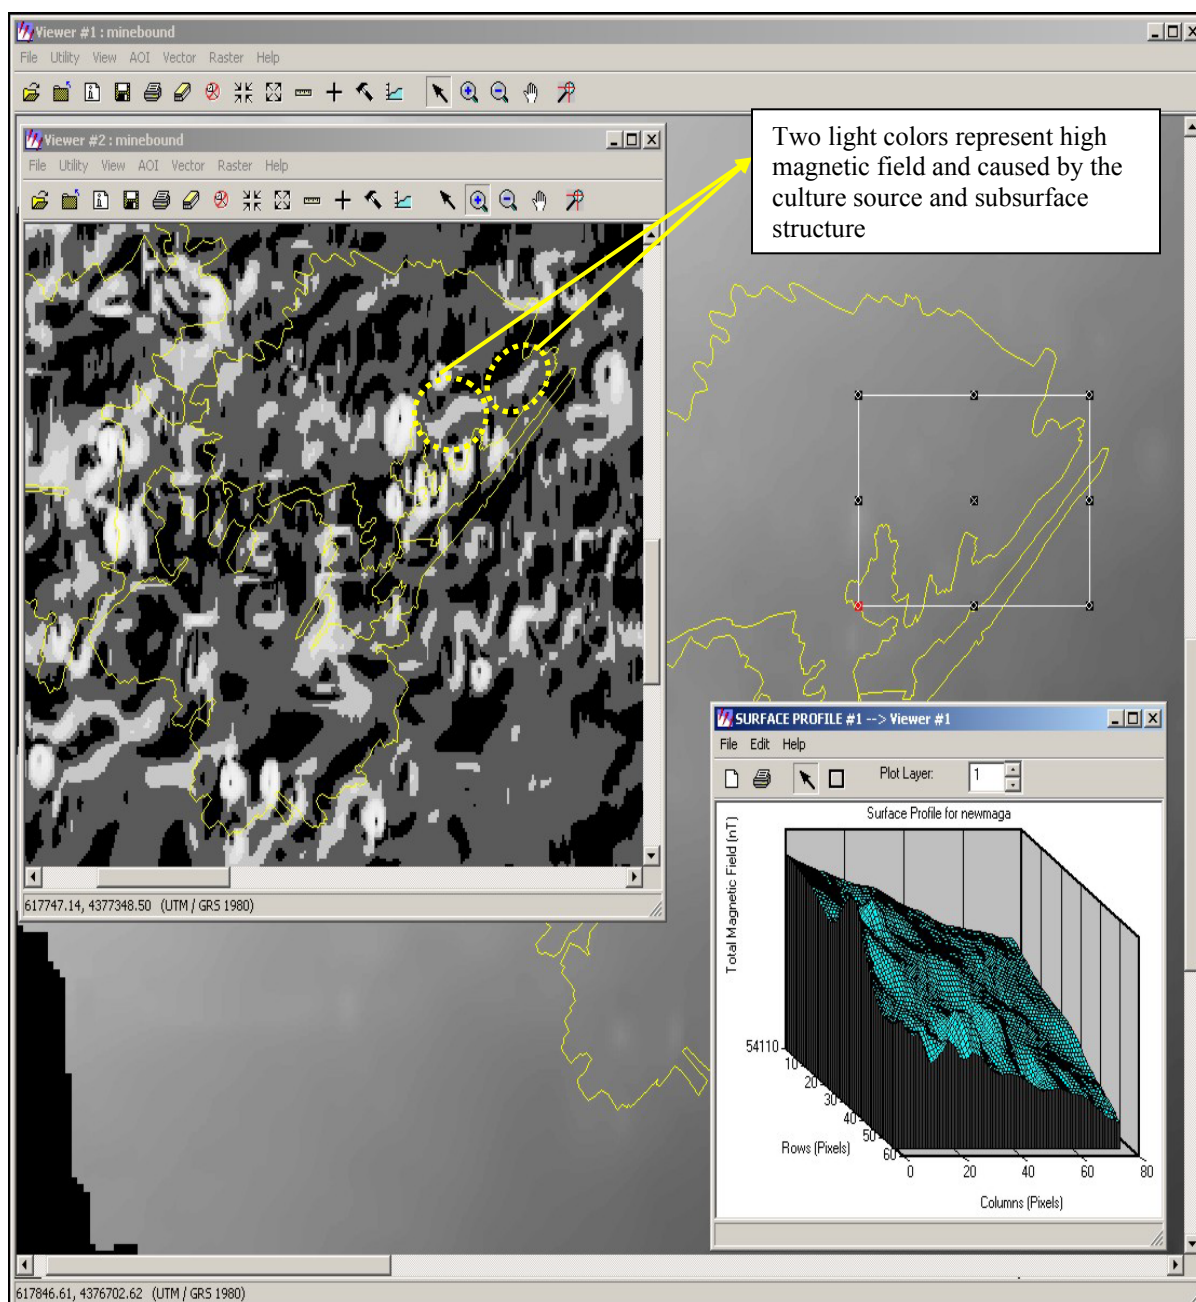 Viewer #1 : minebound
File Utility View AOI Vector Raster Help
Two light colors represent high
magnetic field and caused by the
culture source and subsurface
structure
Viewer #2 : minebound
File Utility View AOI Vector Raster Help
617747.14, 4377348.50 (UTM / GRS 1980)
SURFACE PROFILE #1 --> Viewer #1
File Edit Help
Plot Layer: 1
Surface Profile for newmaga
Total Magnetic Field (nT)
54110
10
20
30
40
50
60
Rows (Pixels)
0 20 40 60 80
Columns (Pixels)
617846.61, 4376702.62 (UTM / GRS 1980)